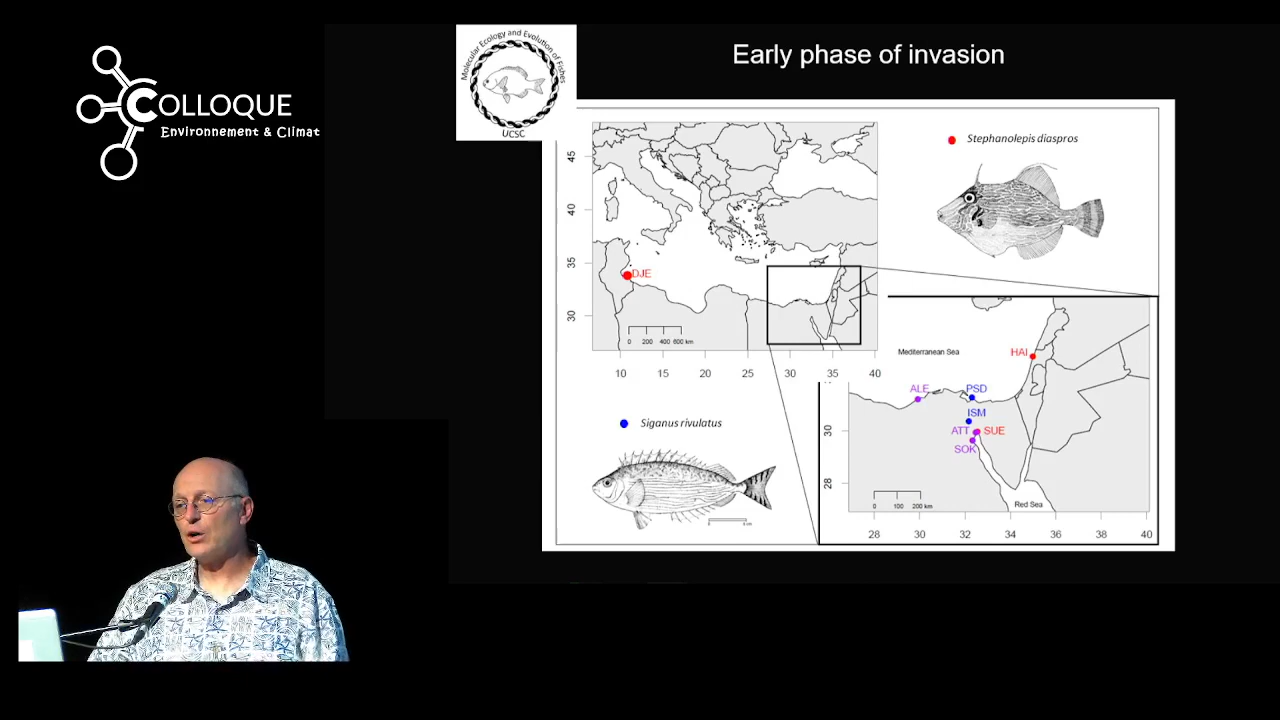 COLLOQUE
Environnement & Climat
Molecular Ecology and Evolution of Fishes
UCSC
Early phase of invasion
Stephanolepis diaspros
45
40
35
30
DJE
0 200 400 600 km
10 15 20 25 30 35 40
Mediterranean Sea
HAI
ALE
PSD
ISM
ATT
SUE
SOK
30
28
Red Sea
0 100 200 km
28 30 32 34 36 38 40
Siganus rivulatus